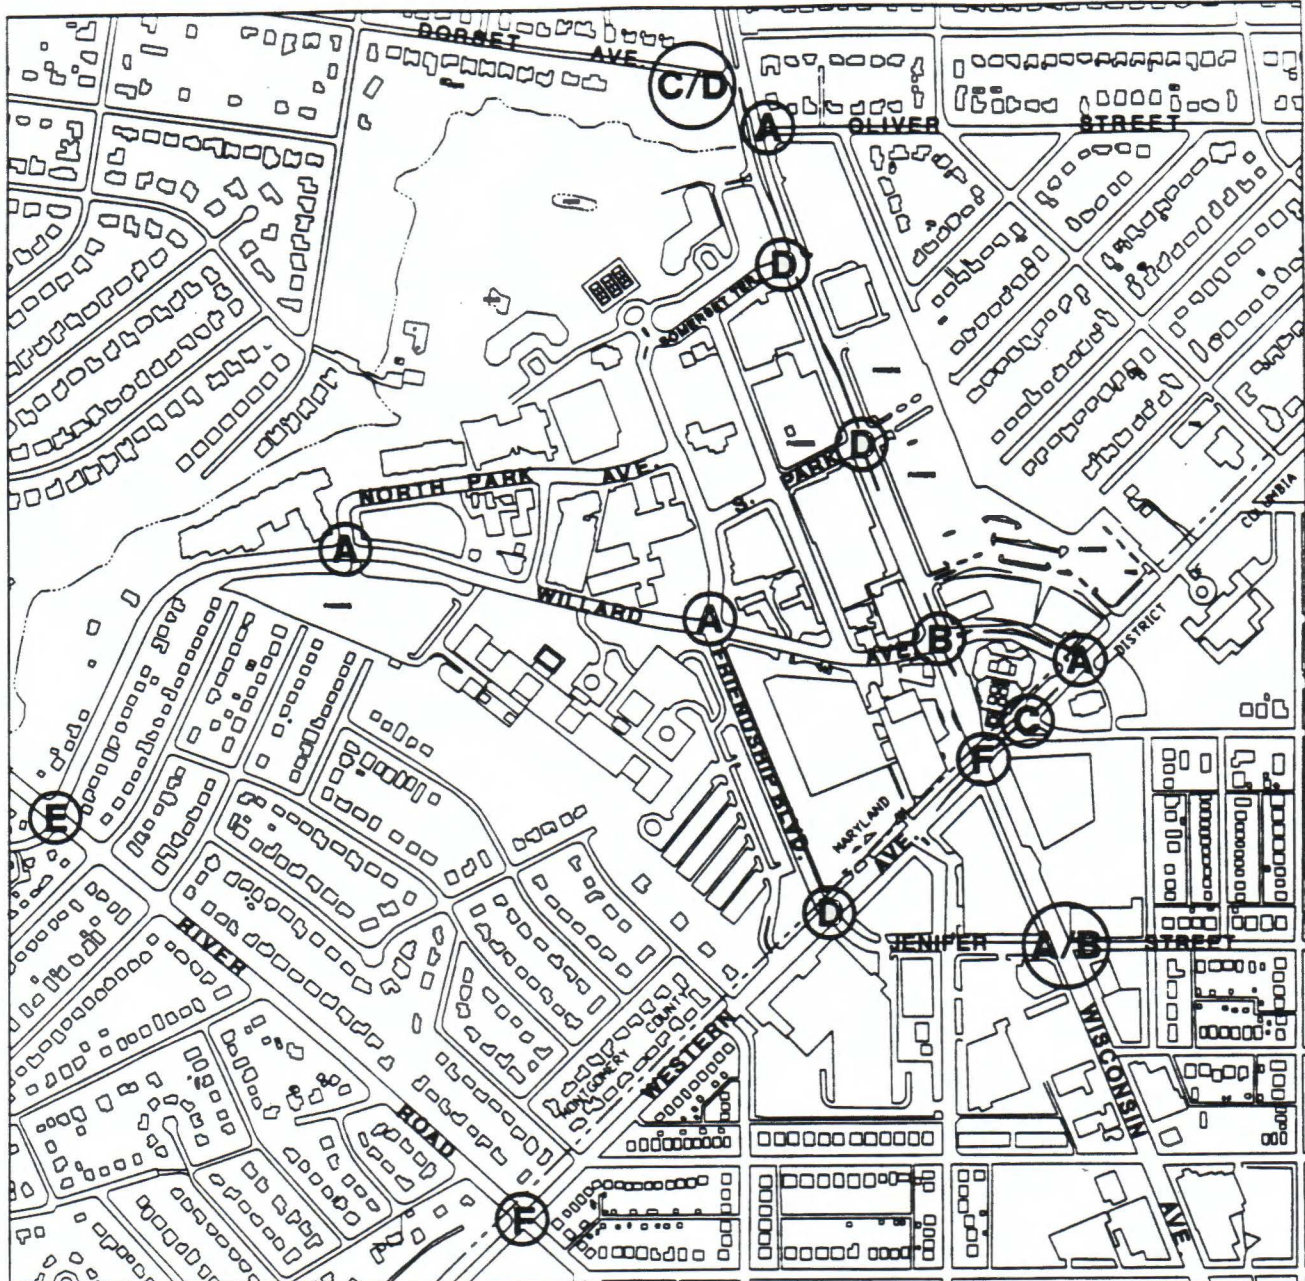 DORSET AVE.
C/D
A
OLIVER STREET
D
SOMERSET TER.
D
S. PARK
NORTH PARK AVE.
A
WILLARD AVE.
A
B
A
DISTRICT
COLUMBIA
C
F
FRIENDSHIP BLVD.
E
MARYLAND
WESTERN AVE.
D
JENIFER STREET
A/B
RIVER ROAD
MONTGOMERY COUNTY
WISCONSIN AVE.
F